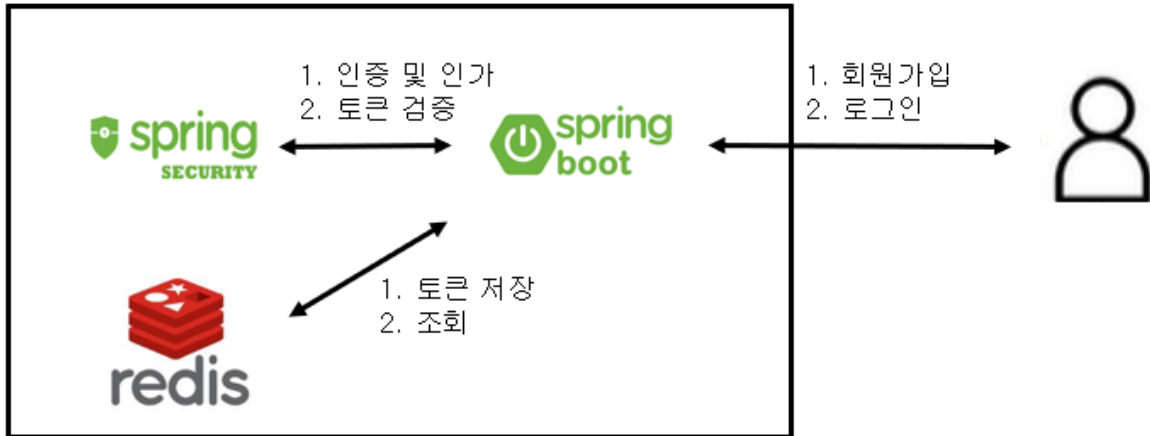 1. 인증 및 인가
2. 토큰 검증
1. 회원가입
2. 로그인
spring
SECURITY
spring
boot
1. 토큰 저장
2. 조회
redis